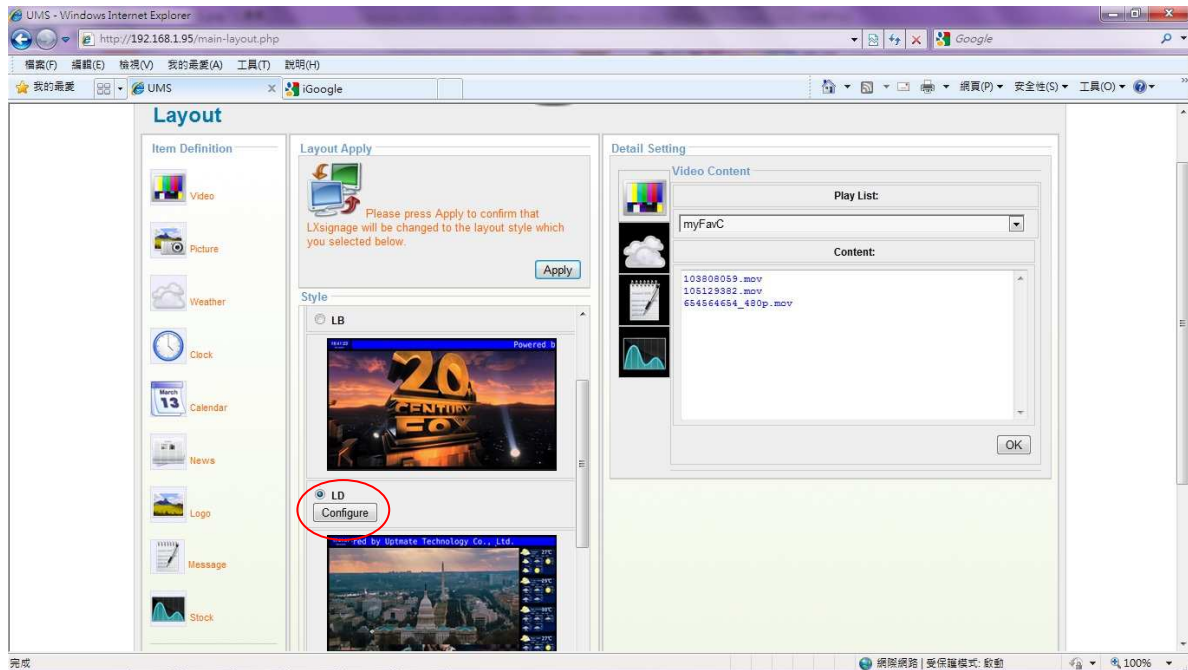 UMS - Windows Internet Explorer
http://192.168.1.95/main-layout.php
Google
檔案(F) 編輯(E) 檢視(V) 我的最愛(A) 工具(T) 說明(H)
我的最愛
UMS
iGoogle
網頁(P) 安全性(S) 工具(O)
Layout
Item Definition
Video
Picture
Weather
Clock
March
13
Calendar
News
Logo
Message
Stock
Layout Apply
Please press Apply to confirm that
LXsignage will be changed to the layout style which
you selected below.
Apply
Style
LB
Powered b
20
CENTURY
FOX
LD
Configure
red by Uptmate Technology Co., Ltd.
27℃
Detail Setting
Video Content
Play List:
myFavC
Content:
103808059.mov
105129382.mov
654564654_480p.mov
OK
完成
網際網路 | 受保護模式: 啟動
100%